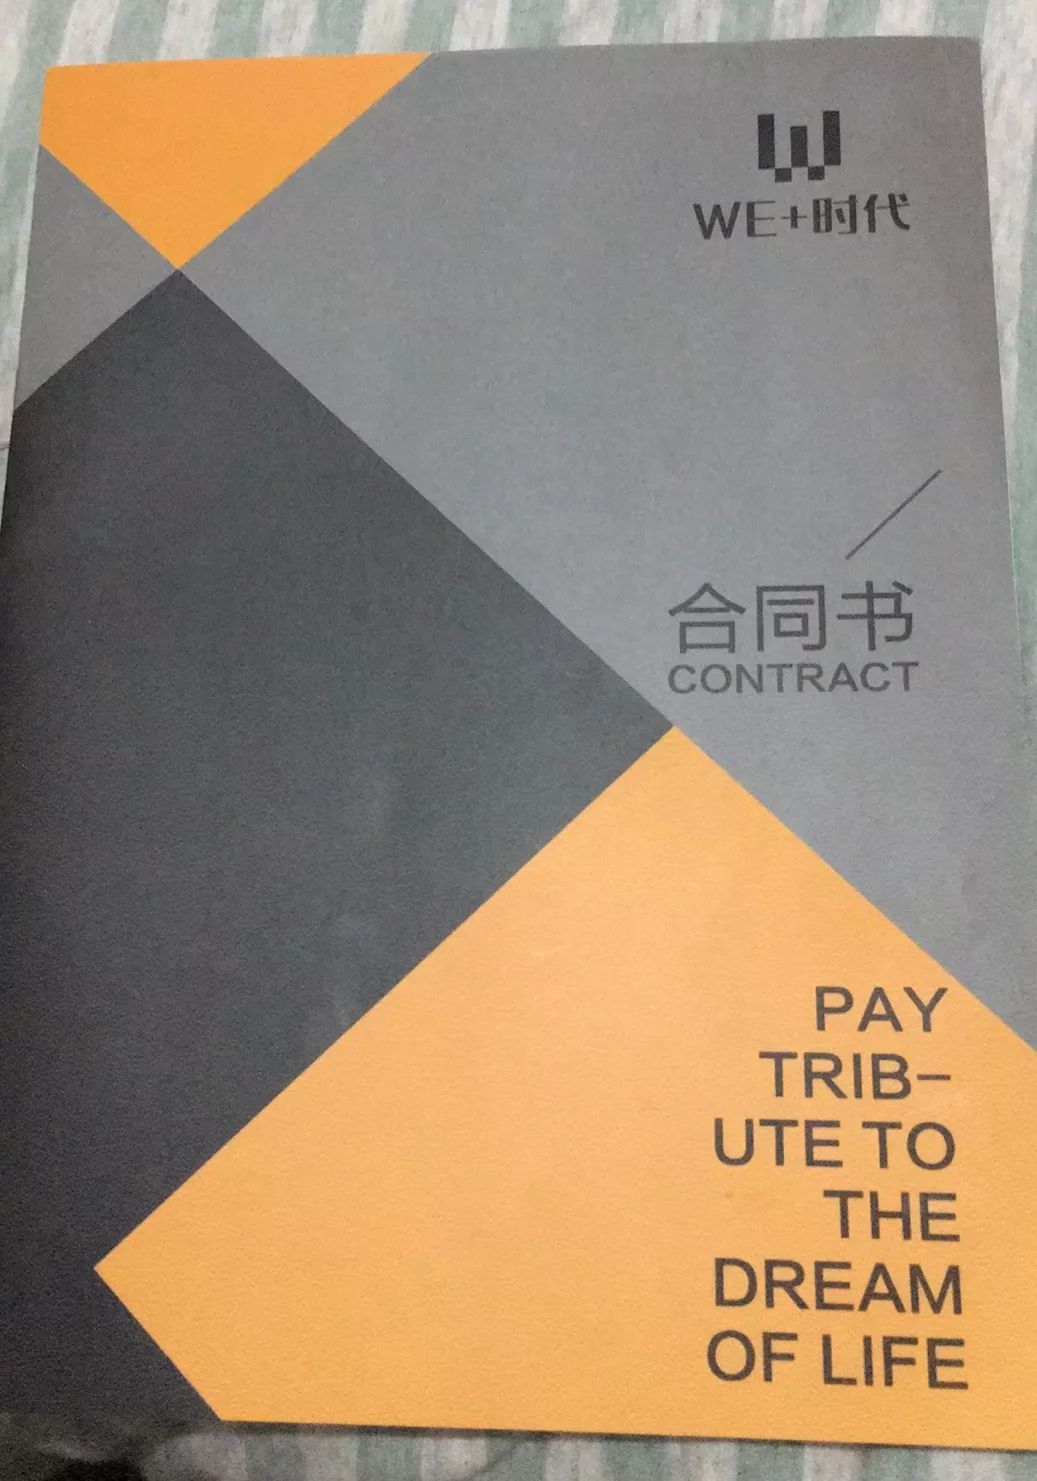 WE+时代
合同书
CONTRACT
PAY
TRIB-
UTE TO
THE
DREAM
OF LIFE